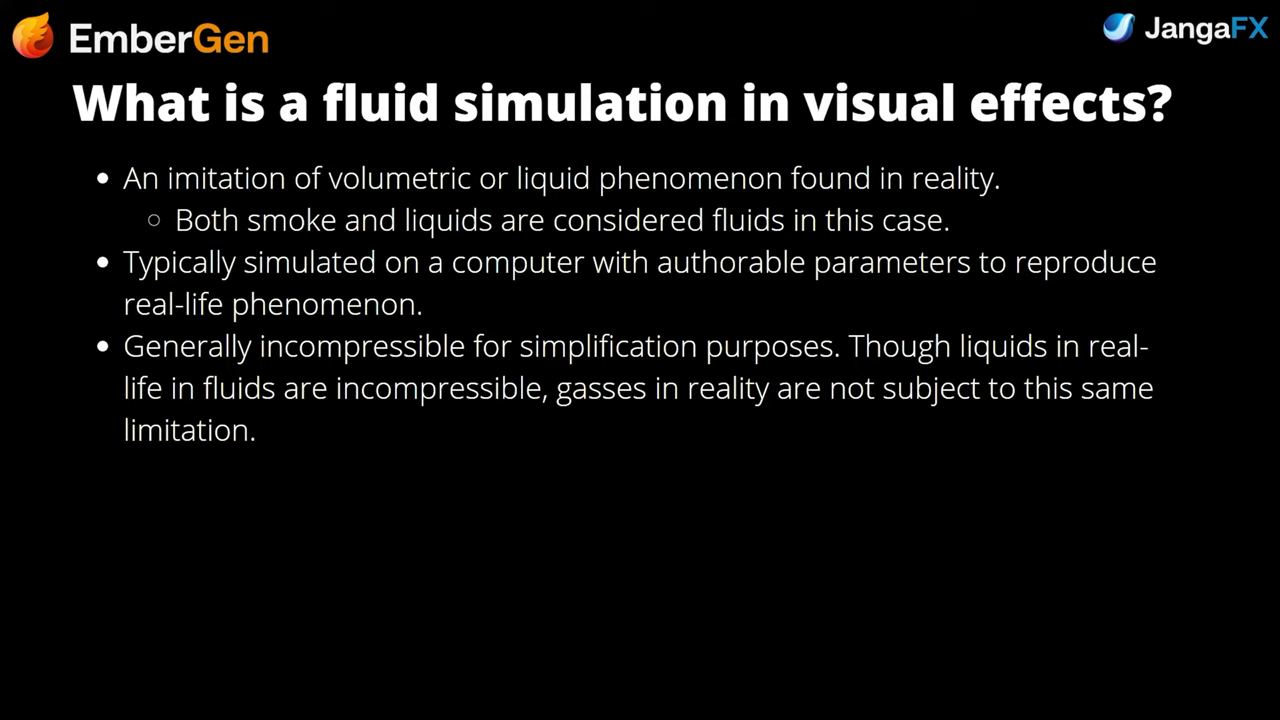 EmberGen
JangaFX
What is a fluid simulation in visual effects?
• An imitation of volumetric or liquid phenomenon found in reality.
○ Both smoke and liquids are considered fluids in this case.
• Typically simulated on a computer with authorable parameters to reproduce
real-life phenomenon.
• Generally incompressible for simplification purposes. Though liquids in real-
life in fluids are incompressible, gasses in reality are not subject to this same
limitation.